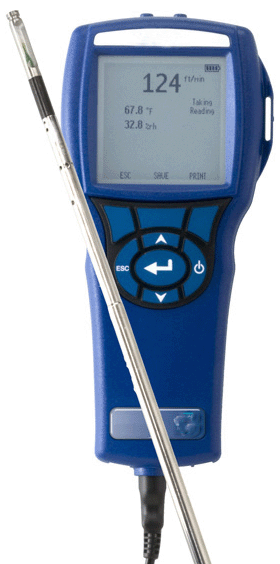 124 ft/min
Taking
Reading
67.8 °F
32.0 %rh
ESC SAVE PRINT
ESC